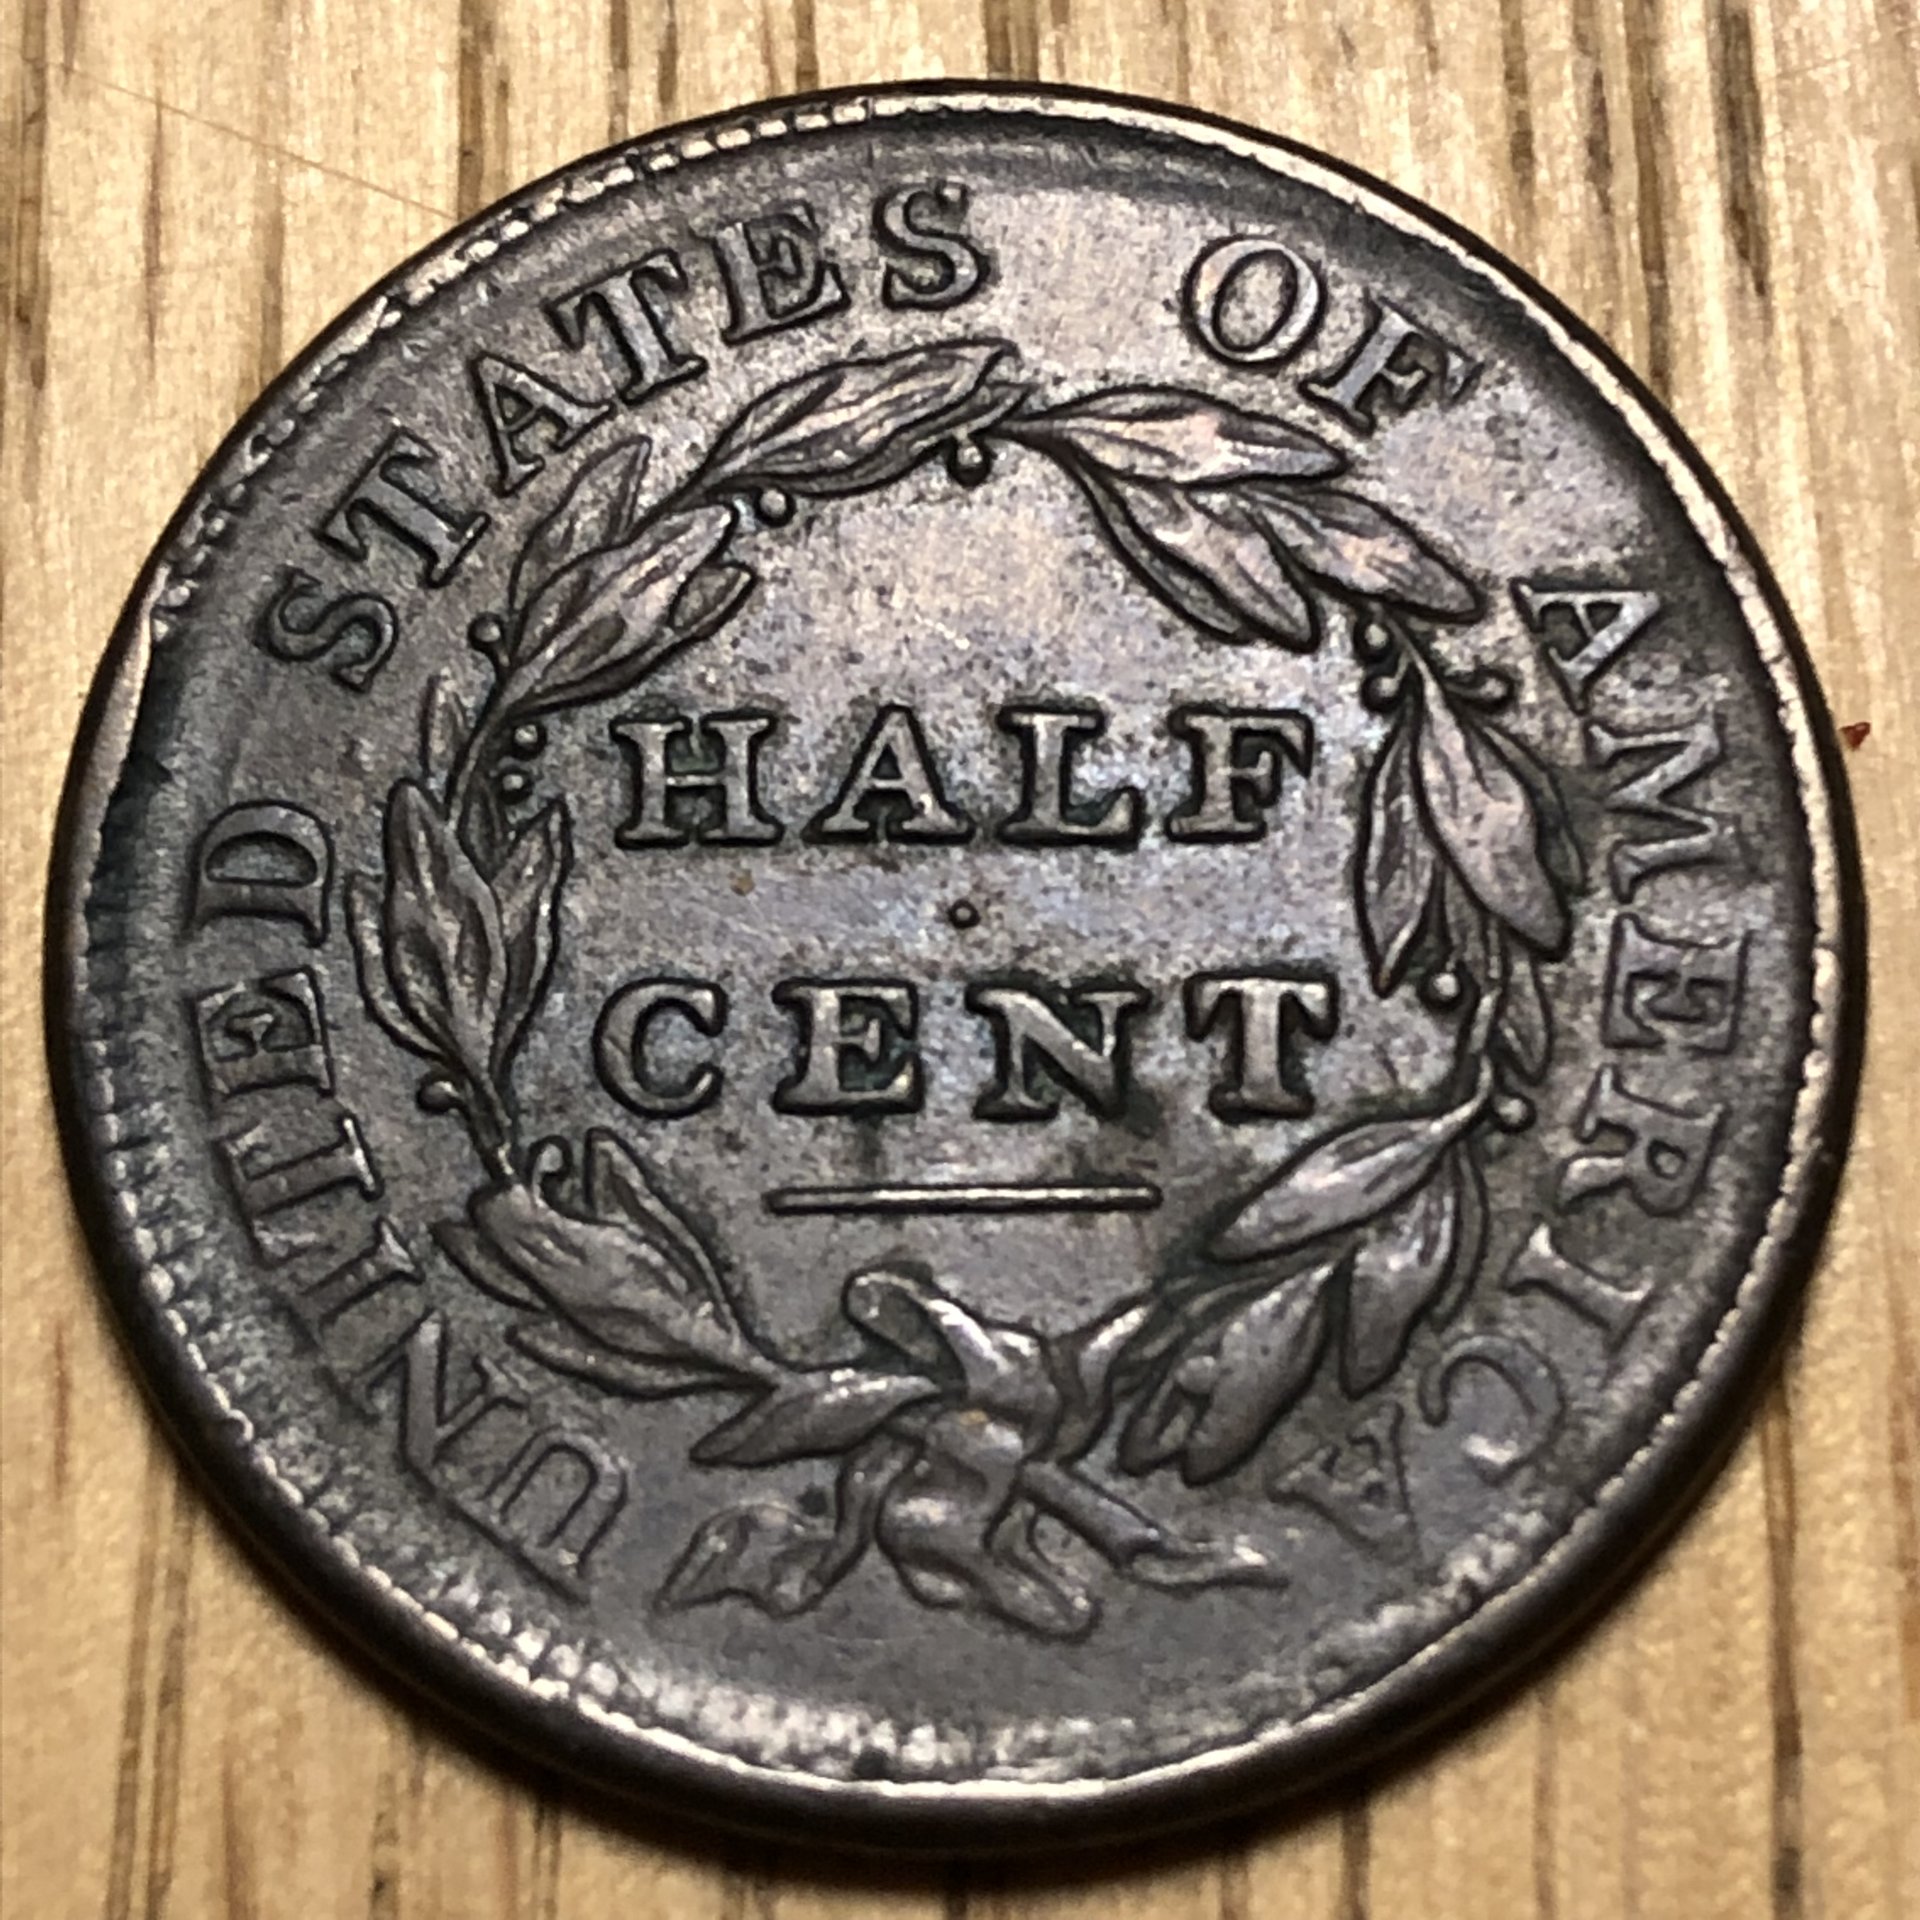 UNITED STATES OF AMERICA
HALF
CENT